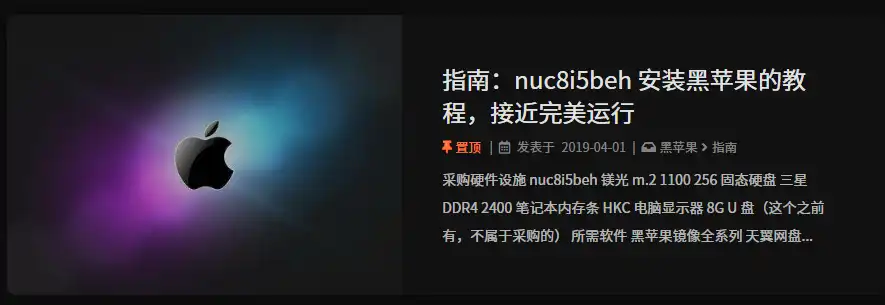 指南：nuc8i5beh 安装黑苹果的教
程，接近完美运行
置顶 | 发表于 2019-04-01 | 黑苹果 > 指南
采购硬件设施 nuc8i5beh 镁光 m.2 1100 256 固态硬盘 三星
DDR4 2400 笔记本内存条 HKC 电脑显示器 8G U 盘（这个之前
有，不属于采购的） 所需软件 黑苹果镜像全系列 天翼网盘...